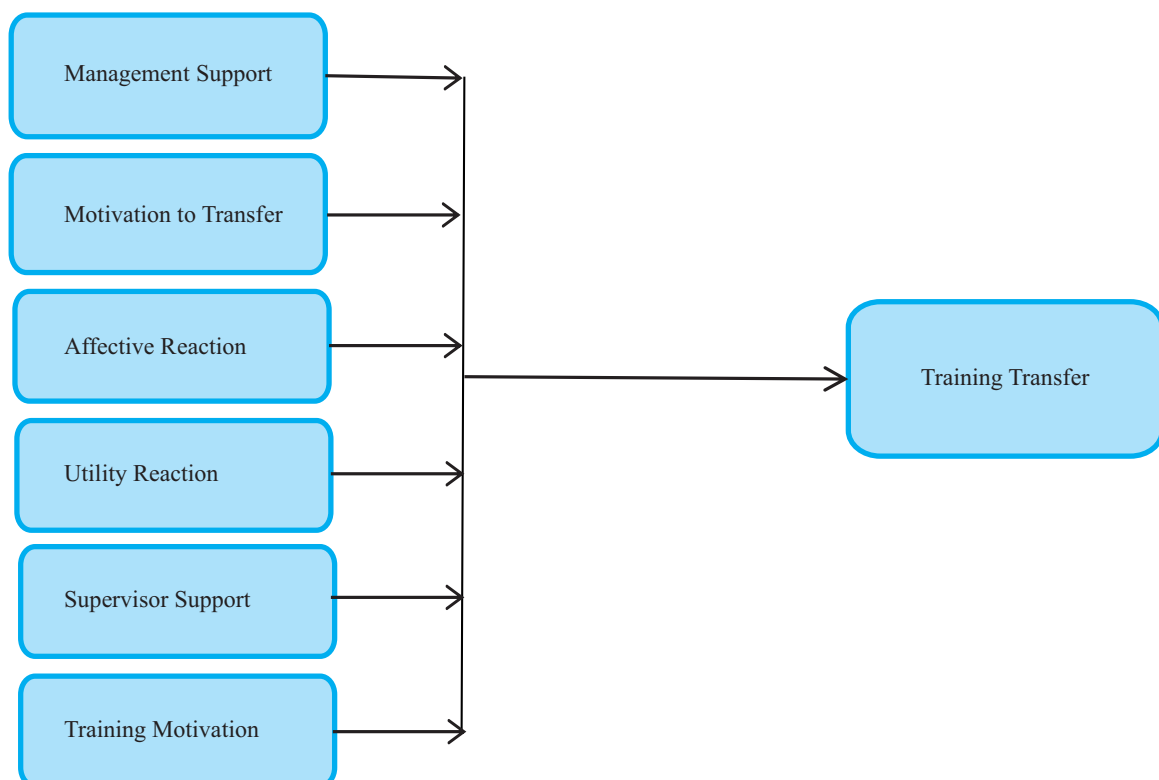 Management Support
Motivation to Transfer
Affective Reaction
Training Transfer
Utility Reaction
Supervisor Support
Training Motivation